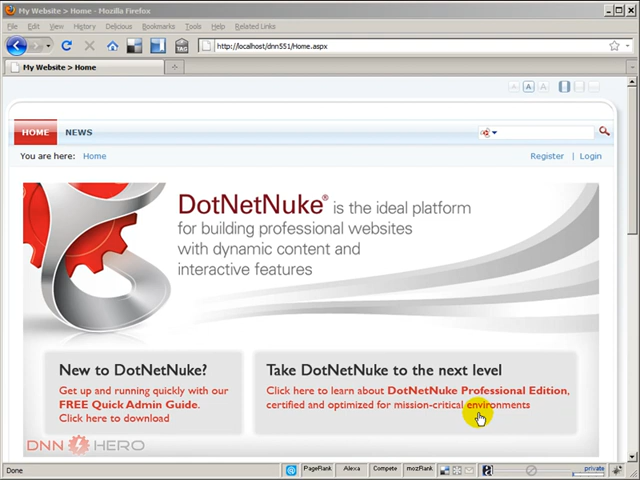 My Website > Home - Mozilla Firefox
File Edit View History Delicious Bookmarks Tools Help Related Links
TAG
http://localhost/dnn551/Home.aspx
My Website > Home
A A A
HOME NEWS
You are here: Home
Register | Login
DotNetNuke® is the ideal platform
for building professional websites
with dynamic content and
interactive features
New to DotNetNuke?
Get up and running quickly with our
FREE Quick Admin Guide.
Click here to download
Take DotNetNuke to the next level
Click here to learn about DotNetNuke Professional Edition,
certified and optimized for mission-critical environments
DNN HERO
Done
PageRank Alexa Compete mozRank
private